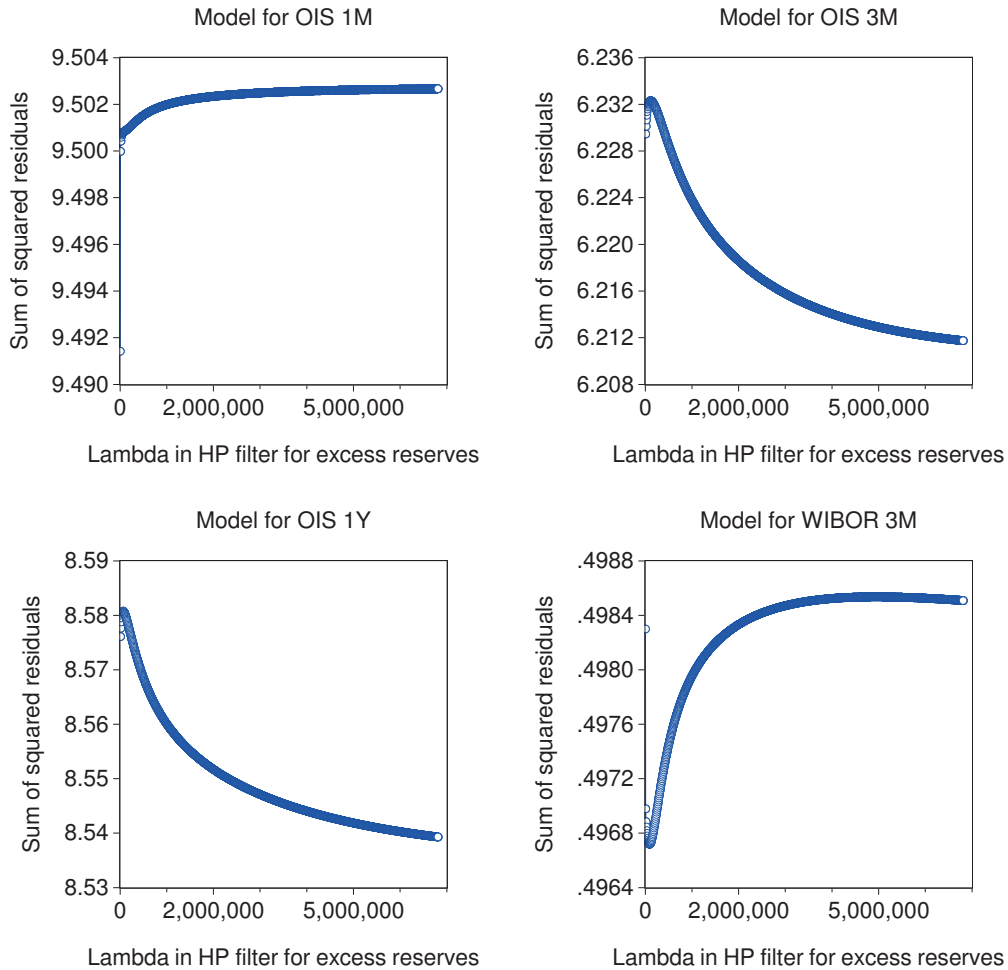 Model for OIS 1M
Sum of squared residuals
9.504
9.502
9.500
9.498
9.496
9.494
9.492
9.490
0 2,000,000 5,000,000
Lambda in HP filter for excess reserves
Model for OIS 3M
Sum of squared residuals
6.236
6.232
6.228
6.224
6.220
6.216
6.212
6.208
0 2,000,000 5,000,000
Lambda in HP filter for excess reserves
Model for OIS 1Y
Sum of squared residuals
8.59
8.58
8.57
8.56
8.55
8.54
8.53
0 2,000,000 5,000,000
Lambda in HP filter for excess reserves
Model for WIBOR 3M
Sum of squared residuals
.4988
.4984
.4980
.4976
.4972
.4968
.4964
0 2,000,000 5,000,000
Lambda in HP filter for excess reserves